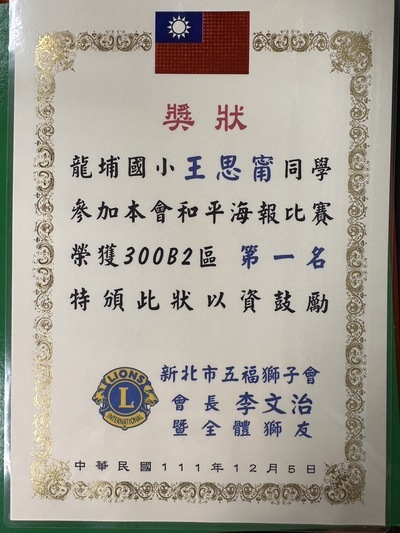 獎狀
龍埔國小王思甯同學
參加本會和平海報比賽
榮獲300B2區 第一名
特頒此狀以資鼓勵
新北市五福獅子會
會長 李文治
暨全體獅友
LIONS
L
INTERNATIONAL
中華民國111年12月5日